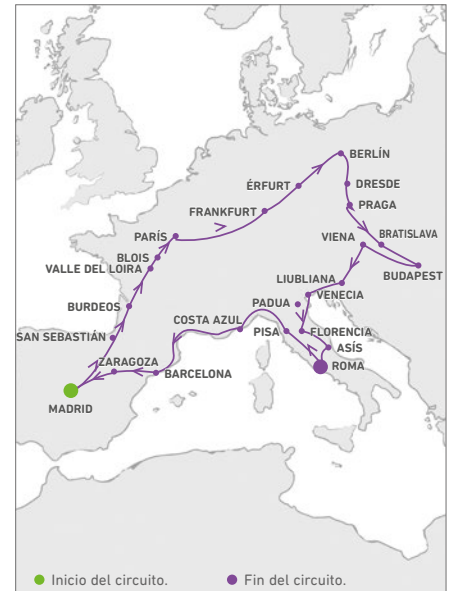 BERLÍN
ÉRFURT
DRESDE
PRAGA
FRANKFURT
PARÍS
VIENA
BRATISLAVA
BLOIS
VALLE DEL LOIRA
BUDAPEST
LIUBLIANA
VENECIA
PADUA
BURDEOS
COSTA AZUL
PISA
FLORENCIA
SAN SEBASTIÁN
ASÍS
ZARAGOZA
BARCELONA
ROMA
MADRID
Inicio del circuito.
Fin del circuito.